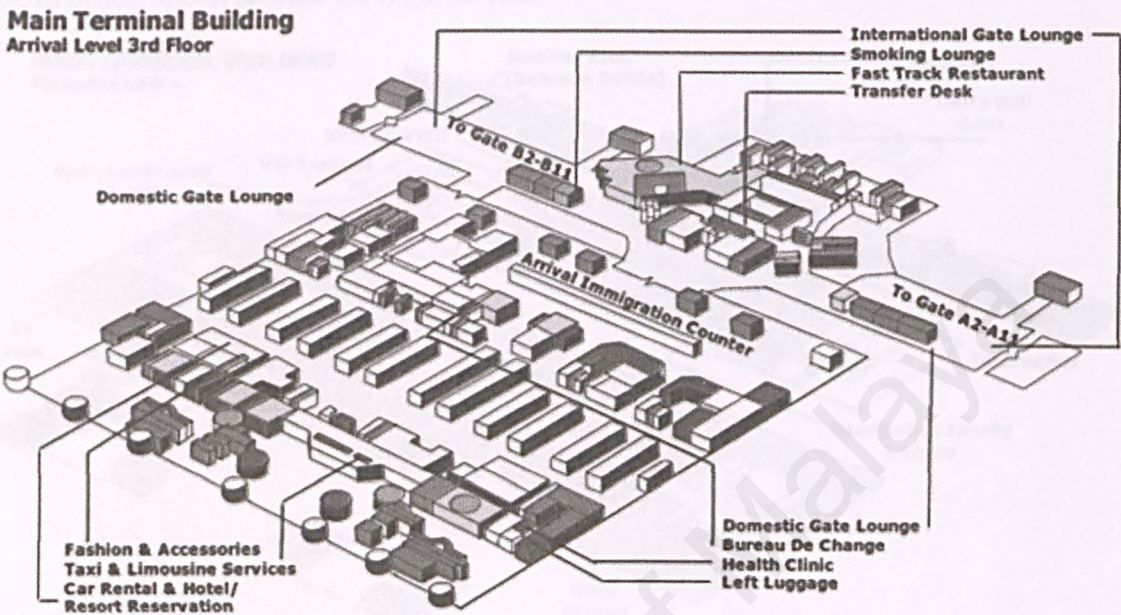 Main Terminal Building
Arrival Level 3rd Floor
International Gate Lounge
Smoking Lounge
Fast Track Restaurant
Transfer Desk
To Gate B2-B11
Domestic Gate Lounge
Arrival Immigration Counter
To Gate A2-A11
Domestic Gate Lounge
Bureau De Change
Health Clinic
Left Luggage
Fashion & Accessories
Taxi & Limousine Services
Car Rental & Hotel/
Resort Reservation
of Malaya